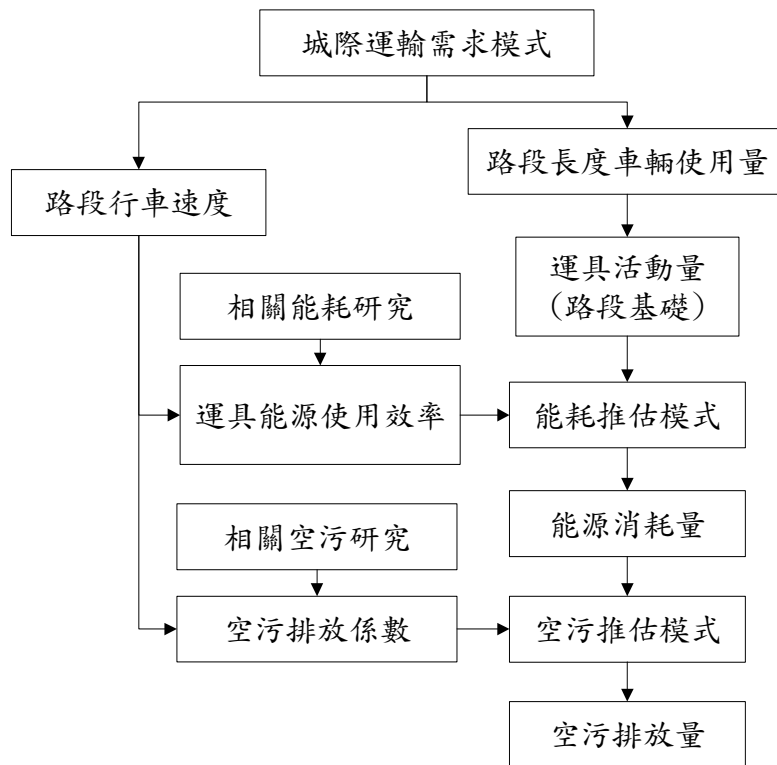 城際運輸需求模式
路段長度車輛使用量
路段行車速度
運具活動量
(路段基礎)
相關能耗研究
運具能源使用效率
能耗推估模式
能源消耗量
相關空污研究
空污排放係數
空污推估模式
空污排放量